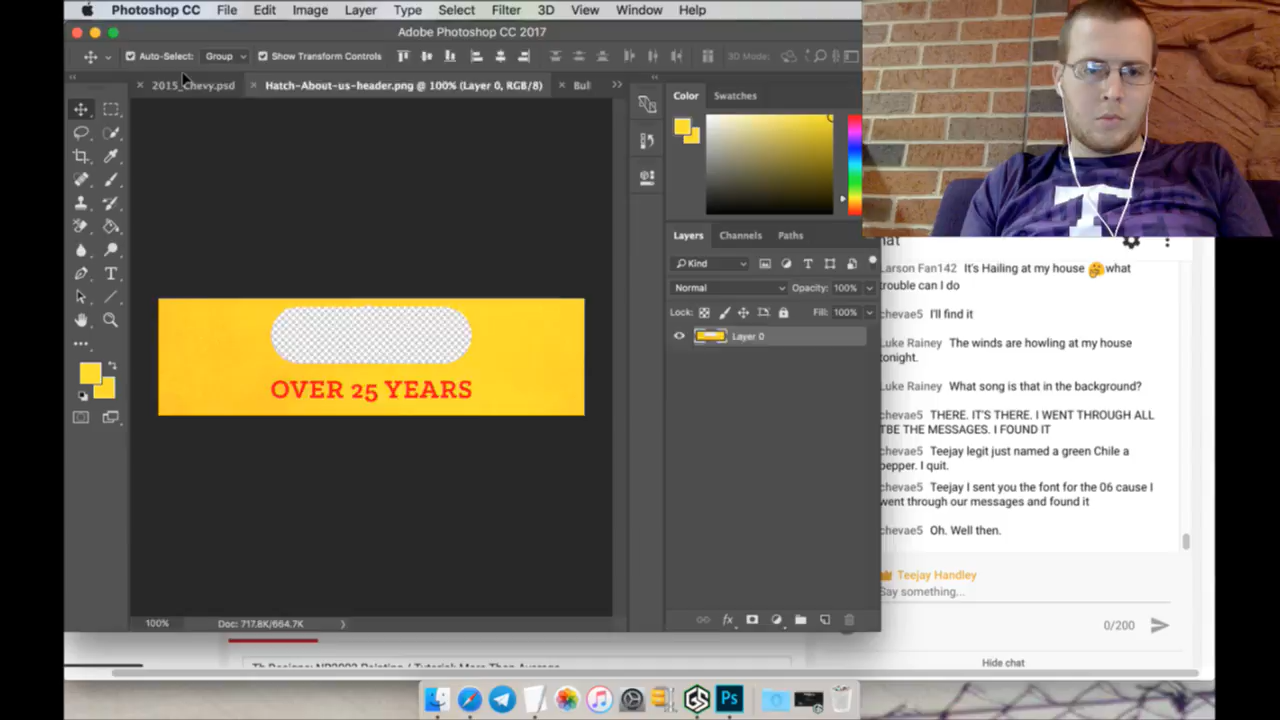 Photoshop CC File Edit Image Layer Type Select Filter 3D View Window Help
Adobe Photoshop CC 2017
Auto-Select: Group Show Transform Controls 3D Mode:
2015_Chevy.psd Hatch-About-us-header.png @ 100% (Layer 0, RGB/8) Bul
Color Swatches
Layers Channels Paths
Kind
Normal Opacity: 100%
Lock: Fill: 100%
Layer 0
OVER 25 YEARS
100% Doc: 717.8K/664.7K
T
hat
Larson Fan142 It's Hailing at my house 🤔 what
trouble can I do
chevae5 I'll find it
Luke Rainey The winds are howling at my house
tonight.
Luke Rainey What song is that in the background?
chevae5 THERE. IT'S THERE. I WENT THROUGH ALL
TBE THE MESSAGES. I FOUND IT
chevae5 Teejay legit just named a green Chile a
pepper. I quit.
chevae5 Teejay I sent you the font for the 06 cause I
went through our messages and found it
chevae5 Oh. Well then.
Teejay Handley
Say something...
0/200
Hide chat
Ps